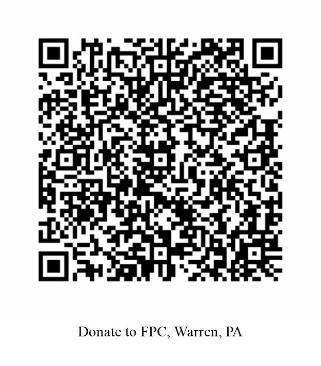 Donate to FPC, Warren, PA